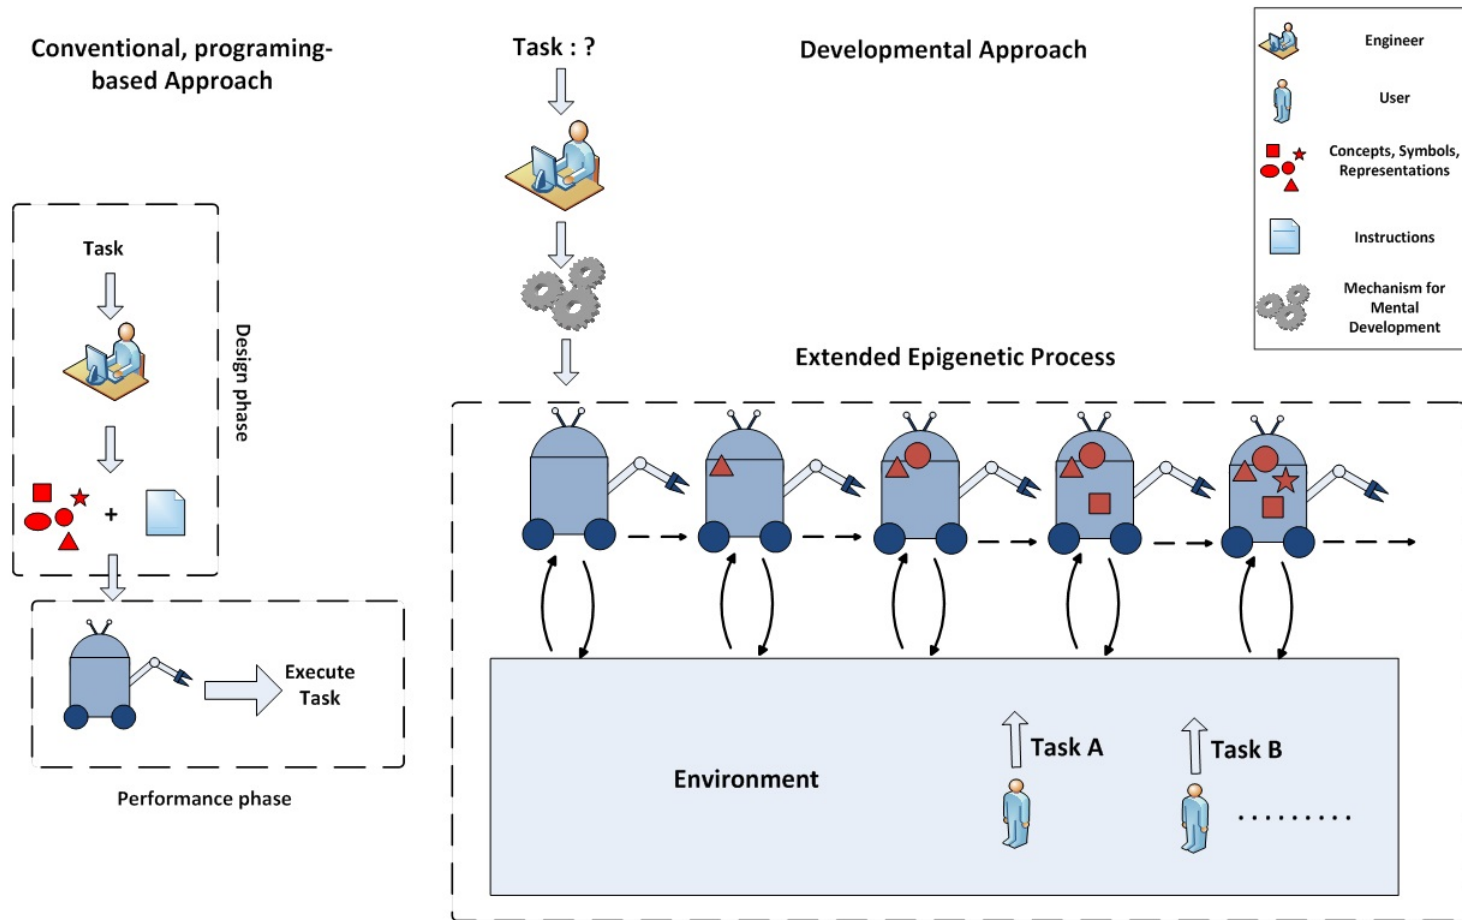 Conventional, programing-
based Approach
Task
Design phase
+
Execute
Task
Performance phase
Task : ?
Developmental Approach
Extended Epigenetic Process
Environment
Task A
Task B
.........
Engineer
User
Concepts, Symbols,
Representations
Instructions
Mechanism for
Mental
Development